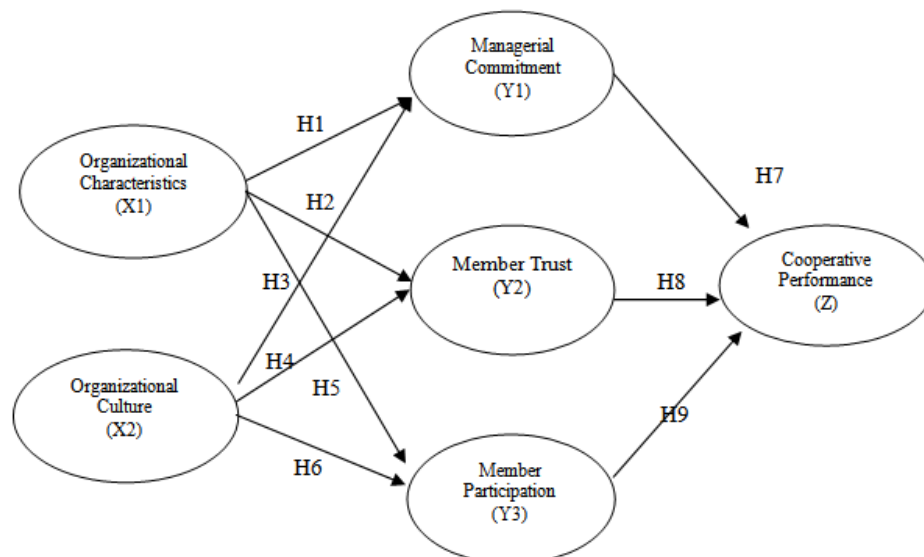 Managerial
Commitment
(Y1)
H1
Organizational
Characteristics
(X1)
H2
H7
H3
Member Trust
(Y2)
H8
Cooperative
Performance
(Z)
H4
H5
Organizational
Culture
(X2)
H9
H6
Member
Participation
(Y3)